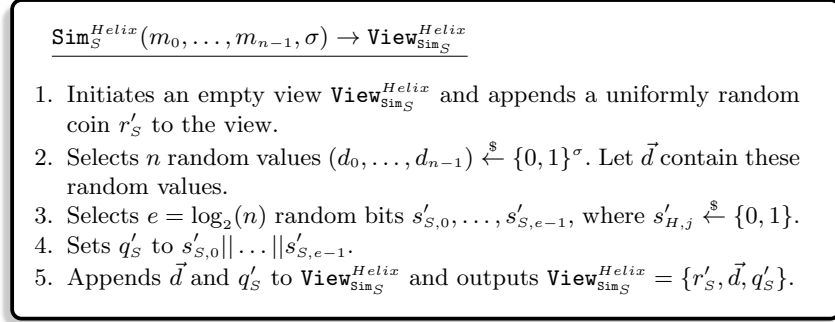 Sim_S^{Helix}(m_0, …, m_{n−1}, σ) → View_{Sim_S}^{Helix}
1. Initiates an empty view View_{Sim_S}^{Helix} and appends a uniformly random
coin r'_S to the view.
2. Selects n random values (d_0, …, d_{n−1}) ←^{$} {0, 1}^σ. Let \vec{d} contain these
random values.
3. Selects e = log_2(n) random bits s'_{S,0}, …, s'_{S,e−1}, where s'_{H,j} ←^{$} {0, 1}.
4. Sets q'_S to s'_{S,0}||…||s'_{S,e−1}.
5. Appends \vec{d} and q'_S to View_{Sim_S}^{Helix} and outputs View_{Sim_S}^{Helix} = {r'_S, \vec{d}, q'_S}.